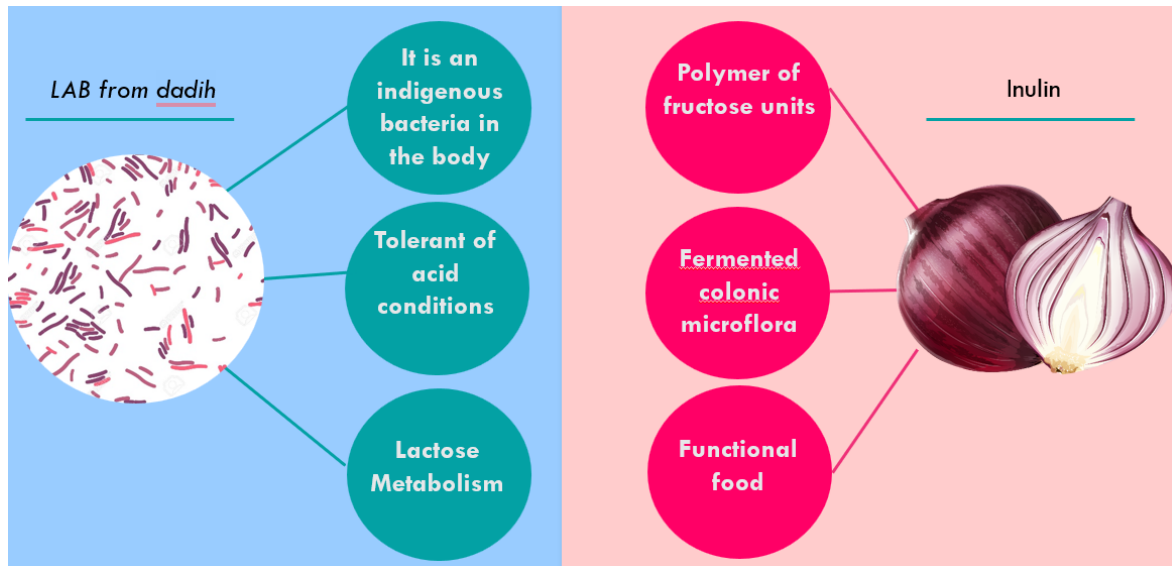 LAB from dadih
It is an
indigenous
bacteria in
the body
Tolerant of
acid
conditions
Lactose
Metabolism
Polymer of
fructose units
Fermented
colonic
microflora
Functional
food
Inulin